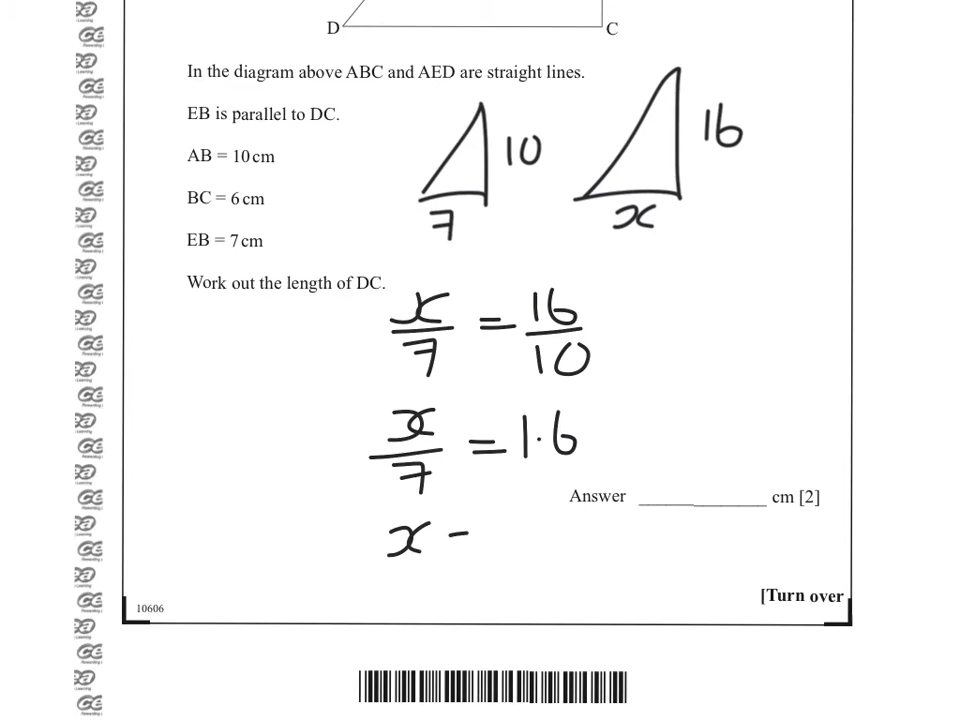 D C
In the diagram above ABC and AED are straight lines.
EB is parallel to DC.
AB = 10 cm
BC = 6 cm
EB = 7 cm
10
7
16
x
Work out the length of DC.
x/7 = 16/10
x/7 = 1.6
Answer ____________ cm [2]
x -
[Turn over
10606